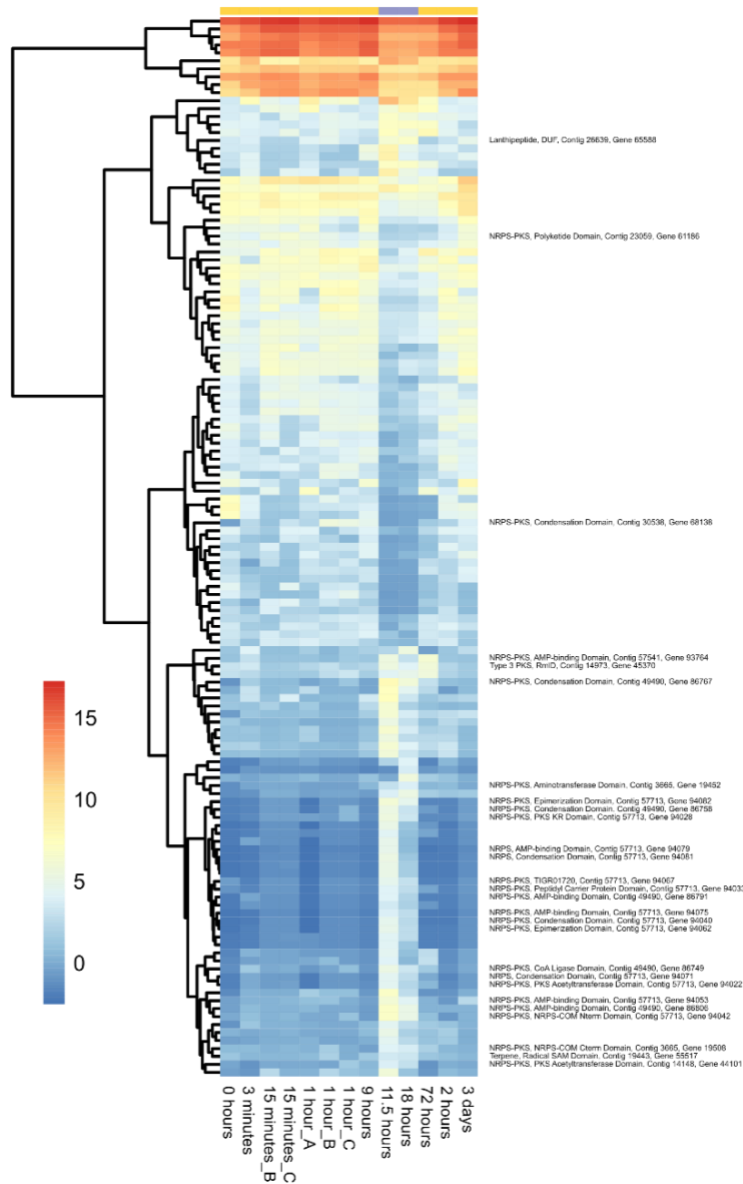 Lanthipeptide, DUF, Contig 26639, Gene 65588
NRPS-PKS, Polyketide Domain, Contig 23059, Gene 61186
NRPS-PKS, Condensation Domain, Contig 30538, Gene 68138
NRPS-PKS, AMP-binding Domain, Contig 57541, Gene 93764
Type 3 PKS, RmlD, Contig 14973, Gene 45370
NRPS-PKS, Condensation Domain, Contig 49490, Gene 86767
NRPS-PKS, Aminotransferase Domain, Contig 3665, Gene 19452
NRPS-PKS, Epimerization Domain, Contig 57713, Gene 94082
NRPS-PKS, Condensation Domain, Contig 49490, Gene 86758
NRPS-PKS, PKS KR Domain, Contig 57713, Gene 94028
NRPS, AMP-binding Domain, Contig 57713, Gene 94079
NRPS, Condensation Domain, Contig 57713, Gene 94081
NRPS-PKS, TIGR01720, Contig 57713, Gene 94067
NRPS-PKS, Peptidyl Carrier Protein Domain, Contig 57713, Gene 94033
NRPS-PKS, AMP-binding Domain, Contig 49490, Gene 86791
NRPS-PKS, AMP-binding Domain, Contig 57713, Gene 94075
NRPS-PKS, Condensation Domain, Contig 57713, Gene 94040
NRPS-PKS, Epimerization Domain, Contig 57713, Gene 94062
NRPS-PKS, CoA Ligase Domain, Contig 49490, Gene 86749
NRPS, Condensation Domain, Contig 57713, Gene 94071
NRPS-PKS, PKS Acetyltransferase Domain, Contig 57713, Gene 94022
NRPS-PKS, AMP-binding Domain, Contig 57713, Gene 94053
NRPS-PKS, AMP-binding Domain, Contig 49490, Gene 86806
NRPS-PKS, NRPS-COM Nterm Domain, Contig 57713, Gene 94042
NRPS-PKS, NRPS-COM Cterm Domain, Contig 3665, Gene 19508
Terpene, Radical SAM Domain, Contig 19443, Gene 55517
NRPS-PKS, PKS Acetyltransferase Domain, Contig 14148, Gene 44101
15
10
5
0
0 hours
3 minutes
15 minutes_B
15 minutes_C
1 hour_A
1 hour_B
1 hour_C
9 hours
11.5 hours
18 hours
72 hours
2 hours
3 days